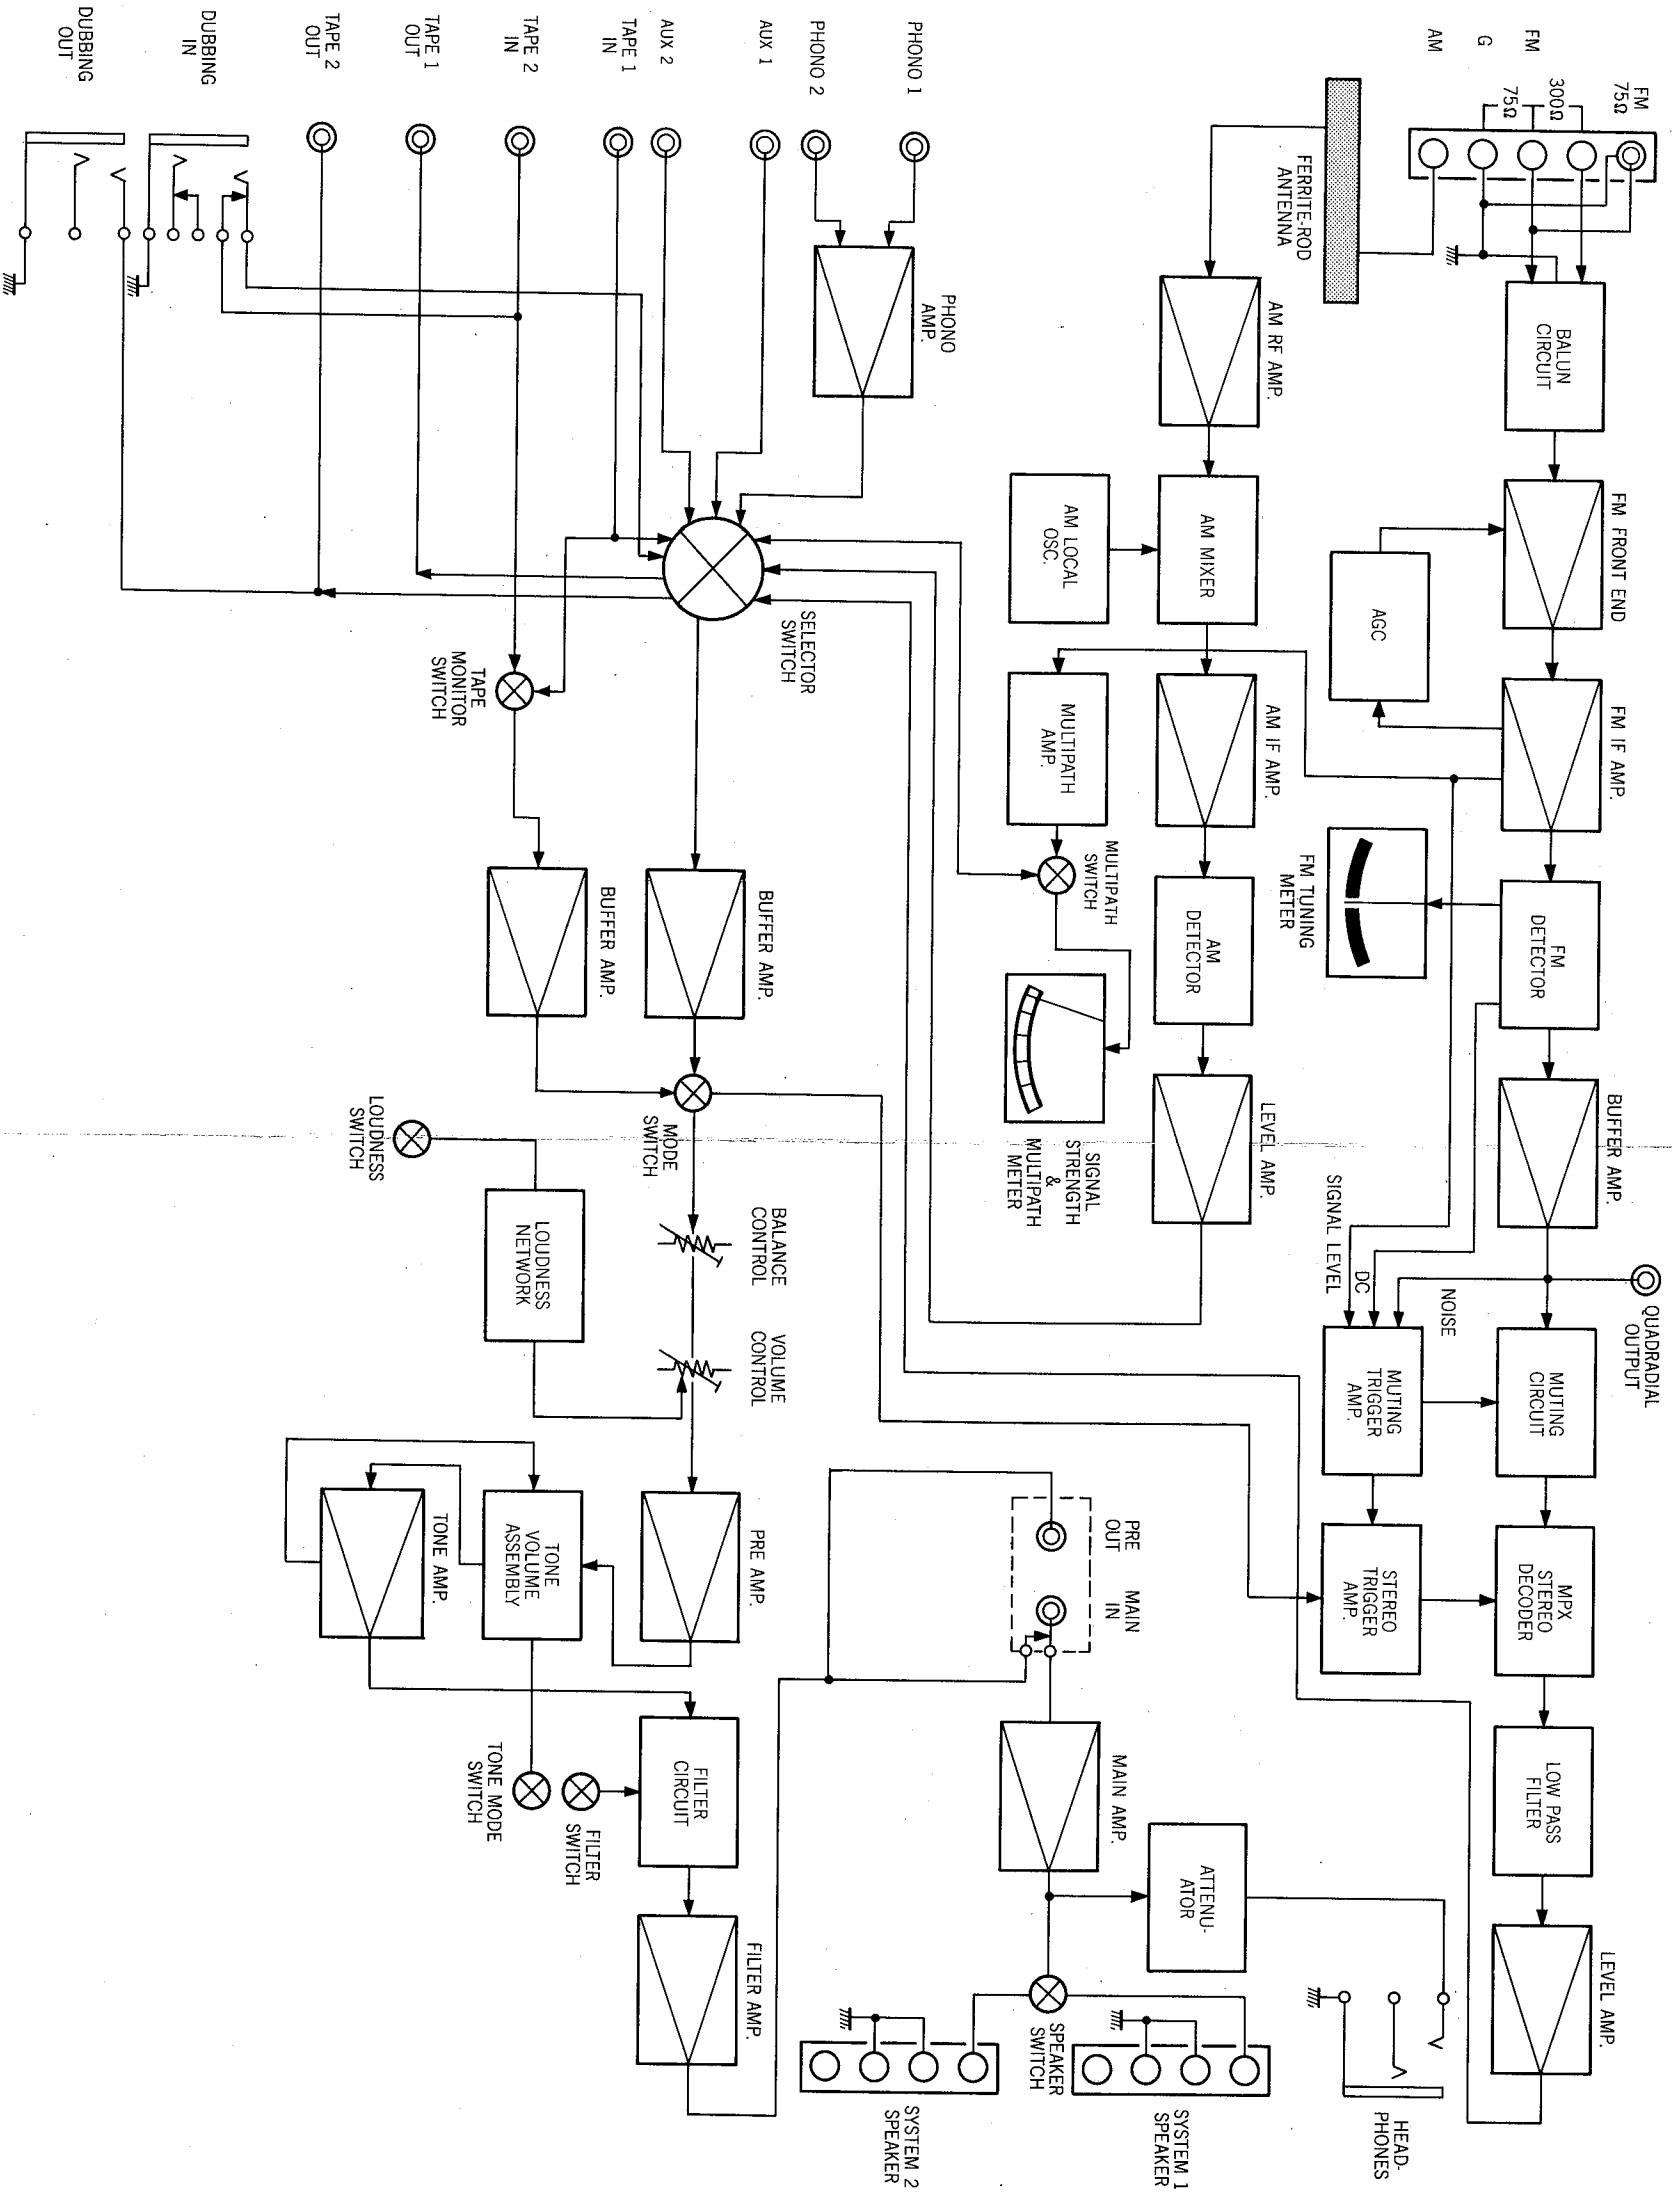 FM
75Ω
300Ω
75Ω
FM
G
AM
BALUN
CIRCUIT
FM FRONT END
FM IF AMP.
FM
DETECTOR
BUFFER AMP.
QUADRADIAL
OUTPUT
MUTING
CIRCUIT
MPX
STEREO
DECODER
LOW PASS
FILTER
LEVEL AMP.
AGC
FM TUNING
METER
SIGNAL LEVEL
DC
NOISE
MUTING
TRIGGER
AMP.
STEREO
TRIGGER
AMP.
FERRITE-ROD
ANTENNA
AM RF AMP.
AM MIXER
AM IF AMP.
AM
DETECTOR
LEVEL AMP.
AM LOCAL
OSC.
MULTIPATH
AMP.
MULTIPATH
SWITCH
SIGNAL
STRENGTH
&
MULTIPATH
METER
PRE
OUT
MAIN
IN
MAIN AMP.
ATTENU-
ATOR
HEAD-
PHONES
SPEAKER
SWITCH
SYSTEM 1
SPEAKER
SYSTEM 2
SPEAKER
PHONO 1
PHONO 2
PHONO
AMP.
AUX 1
AUX 2
TAPE 1
IN
TAPE 2
IN
TAPE 1
OUT
TAPE 2
OUT
DUBBING
IN
DUBBING
OUT
SELECTOR
SWITCH
TAPE
MONITOR
SWITCH
BUFFER AMP.
BUFFER AMP.
MODE
SWITCH
BALANCE
CONTROL
VOLUME
CONTROL
LOUDNESS
SWITCH
LOUDNESS
NETWORK
PRE AMP.
TONE
VOLUME
ASSEMBLY
TONE AMP.
TONE MODE
SWITCH
FILTER
SWITCH
FILTER
CIRCUIT
FILTER AMP.